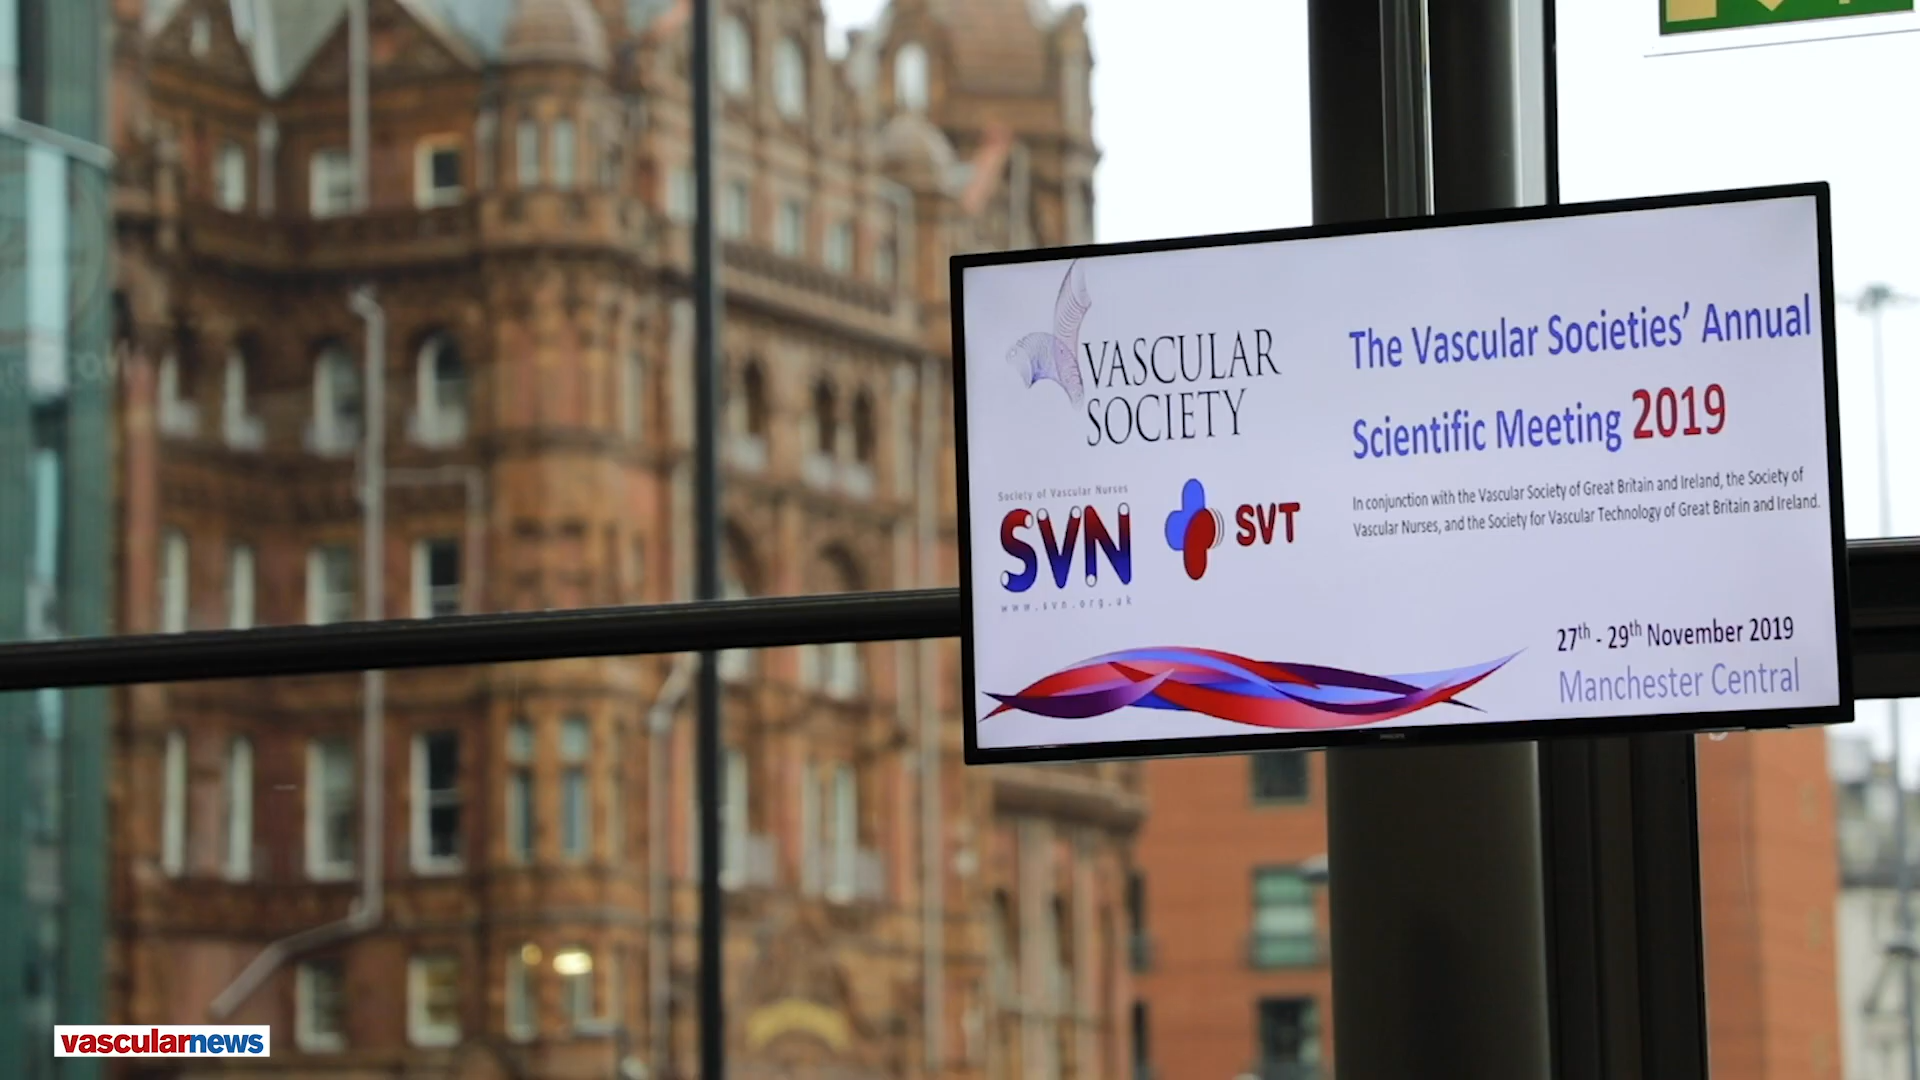 VASCULAR
SOCIETY
Society of Vascular Nurses
SVN
www.svn.org.uk
SVT
The Vascular Societies' Annual
Scientific Meeting 2019
In conjunction with the Vascular Society of Great Britain and Ireland, the Society of
Vascular Nurses, and the Society for Vascular Technology of Great Britain and Ireland.
27th - 29th November 2019
Manchester Central
PHILIPS
vascularnews